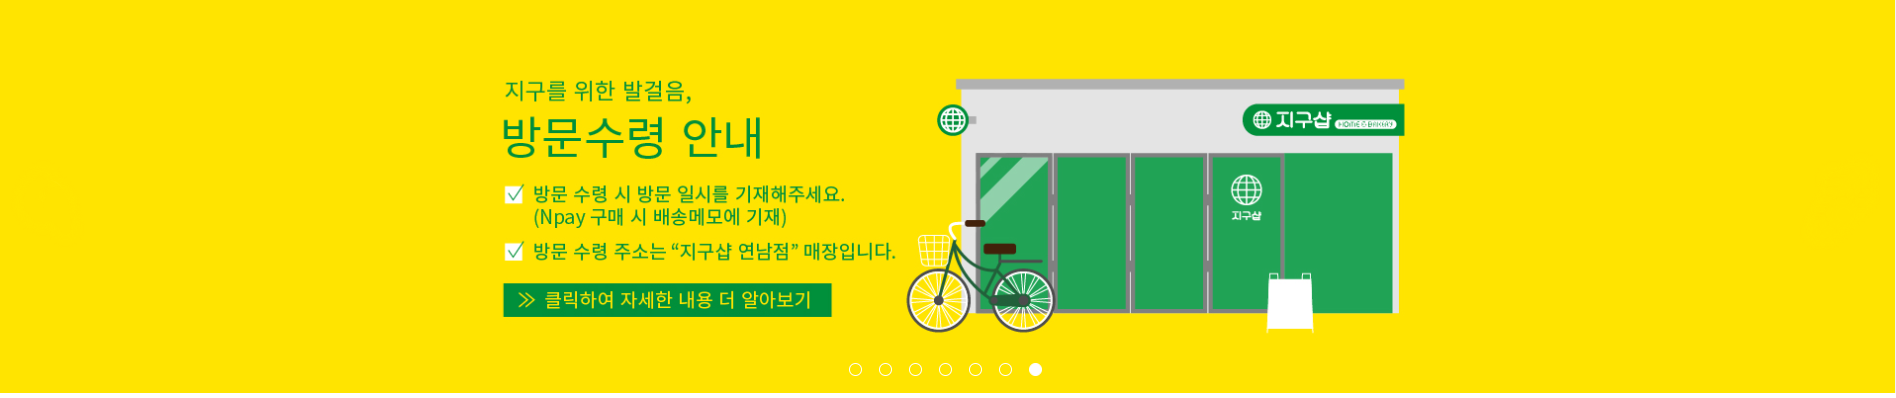 지구를 위한 발걸음,
방문수령 안내
방문 수령 시 방문 일시를 기재해주세요.
(Npay 구매 시 배송메모에 기재)
방문 수령 주소는 “지구샵 연남점” 매장입니다.
클릭하여 자세한 내용 더 알아보기
지구샵 HOME & BAKERY
지구샵